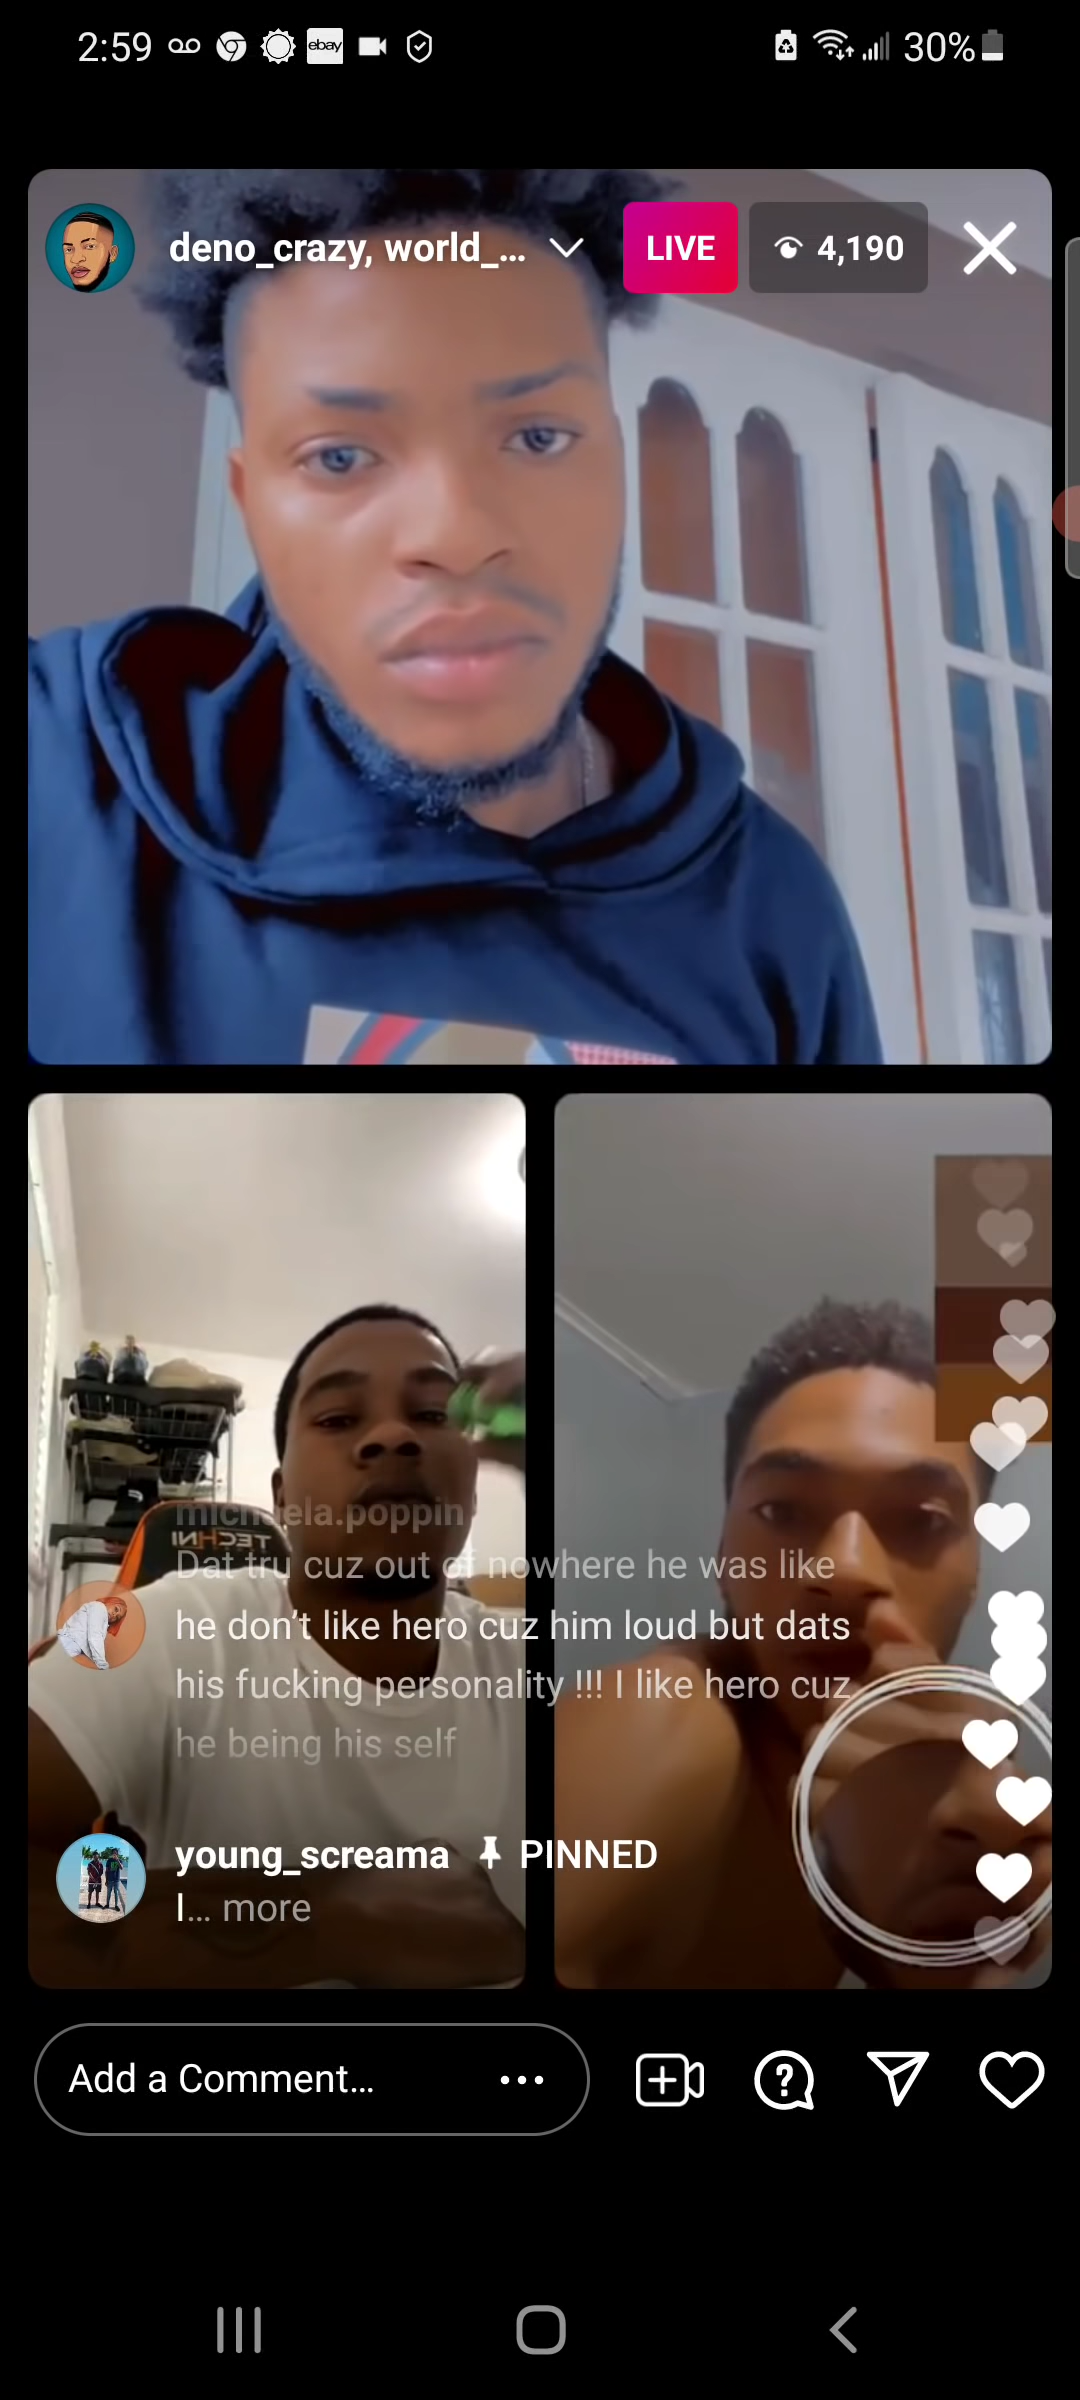 2:59
ebay
30%
deno_crazy, world_...
LIVE
4,190
TECHNI
michaela.poppin
Dat tru cuz out of nowhere he was like
he don't like hero cuz him loud but dats
his fucking personality !!! I like hero cuz
he being his self
young_screama PINNED
I... more
Add a Comment...